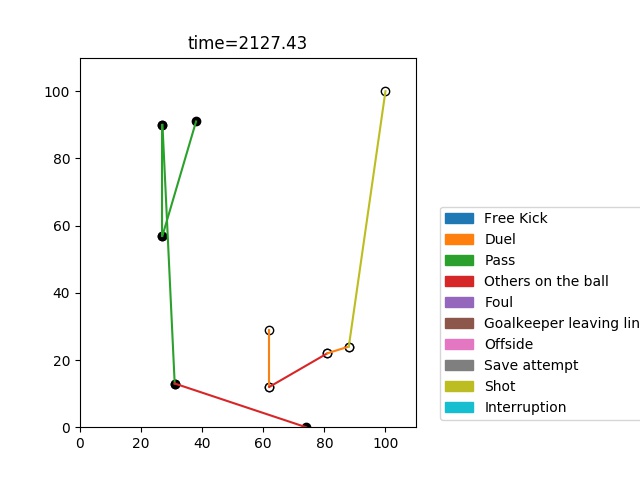 time=2127.43
100
80
60
40
20
0
0 20 40 60 80 100
Free Kick
Duel
Pass
Others on the ball
Foul
Goalkeeper leaving lin
Offside
Save attempt
Shot
Interruption